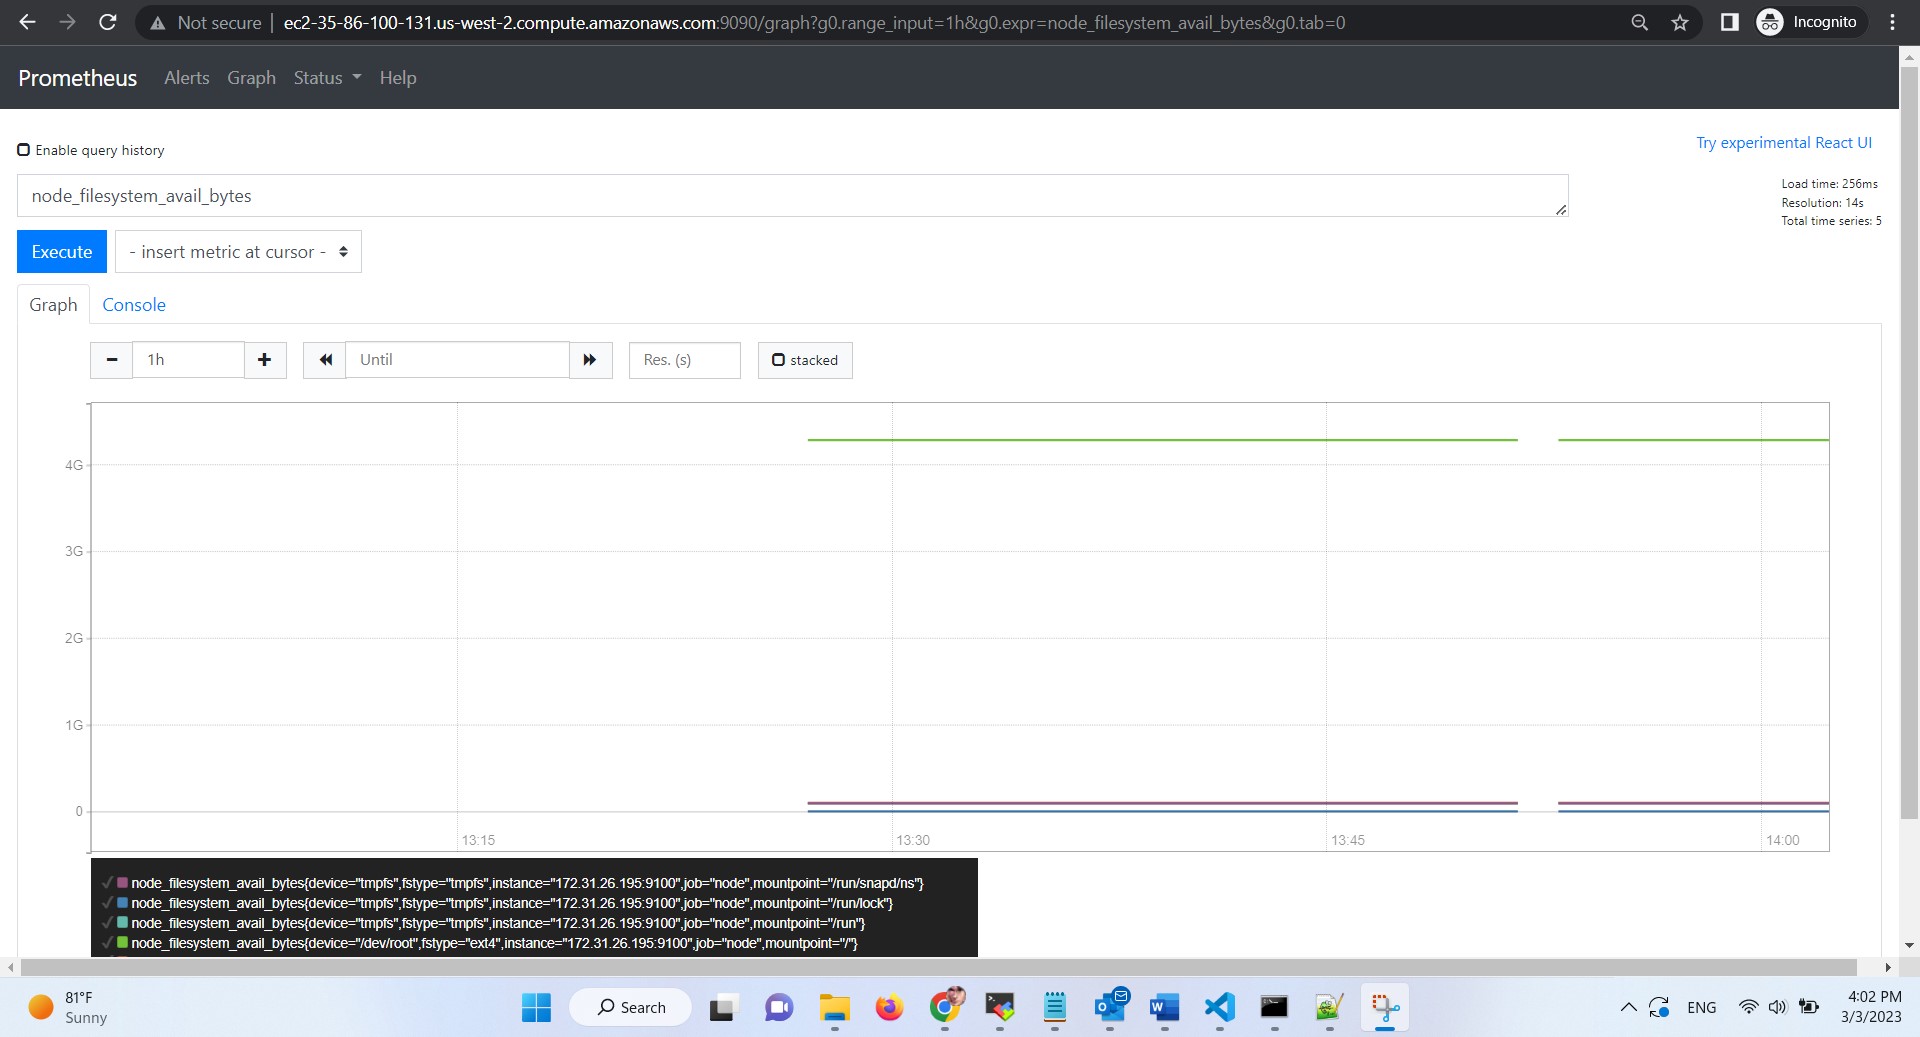 Not secure | ec2-35-86-100-131.us-west-2.compute.amazonaws.com:9090/graph?g0.range_input=1h&g0.expr=node_filesystem_avail_bytes&g0.tab=0
Incognito
Prometheus Alerts Graph Status Help
Enable query history
Try experimental React UI
node_filesystem_avail_bytes
Load time: 256ms
Resolution: 14s
Total time series: 5
Execute
- insert metric at cursor -
Graph Console
1h
Until
Res. (s)
stacked
4G
3G
2G
1G
0
13:15
13:30
13:45
14:00
node_filesystem_avail_bytes{device="tmpfs",fstype="tmpfs",instance="172.31.26.195:9100",job="node",mountpoint="/run/snapd/ns"}
node_filesystem_avail_bytes{device="tmpfs",fstype="tmpfs",instance="172.31.26.195:9100",job="node",mountpoint="/run/lock"}
node_filesystem_avail_bytes{device="tmpfs",fstype="tmpfs",instance="172.31.26.195:9100",job="node",mountpoint="/run"}
node_filesystem_avail_bytes{device="/dev/root",fstype="ext4",instance="172.31.26.195:9100",job="node",mountpoint="/"}
81°F
Sunny
Search
ENG
4:02 PM
3/3/2023